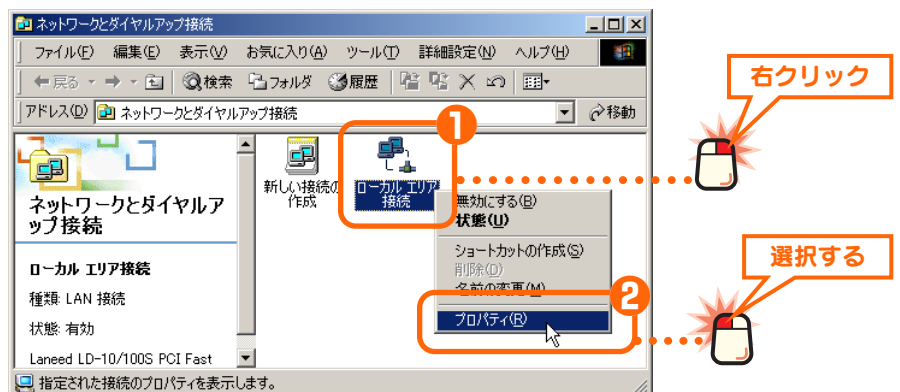 ネットワークとダイヤルアップ接続
ファイル(F) 編集(E) 表示(V) お気に入り(A) ツール(T) 詳細設定(N) ヘルプ(H)
戻る 検索 フォルダ 履歴
アドレス(D) ネットワークとダイヤルアップ接続 移動
右クリック
1
新しい接続の
作成
ローカル エリア
接続
ネットワークとダイヤルア
ップ接続
ローカル エリア接続
種類: LAN 接続
状態: 有効
Laneed LD-10/100S PCI Fast
無効にする(B)
状態(U)
ショートカットの作成(S)
削除(D)
名前の変更(M)
2
プロパティ(R)
選択する
指定された接続のプロパティを表示します。